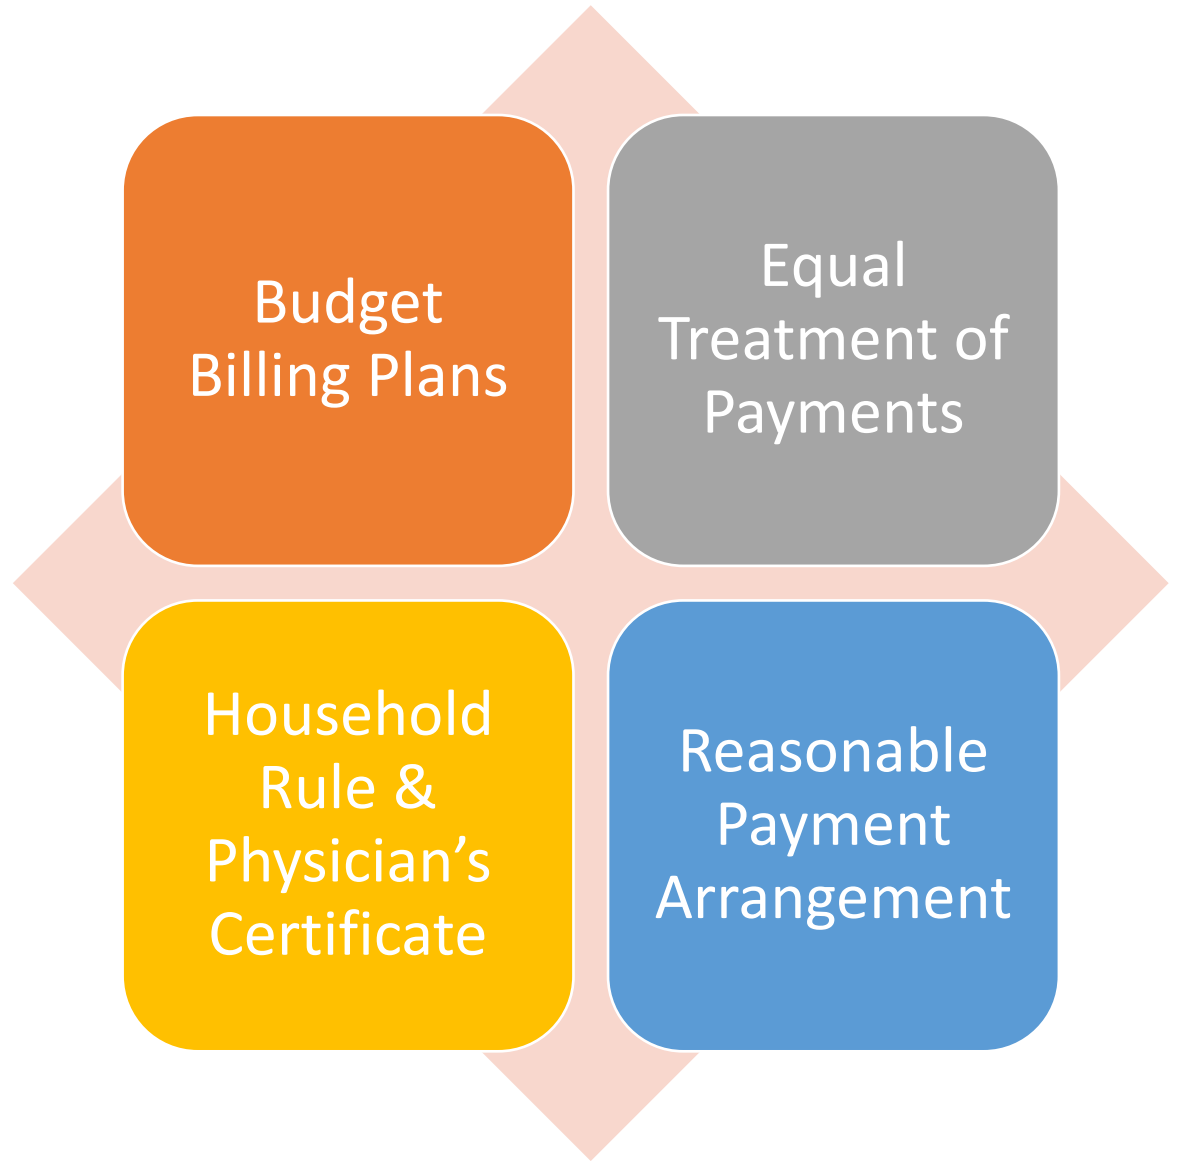 Budget
Billing Plans
Equal
Treatment of
Payments
Household
Rule &
Physician’s
Certificate
Reasonable
Payment
Arrangement